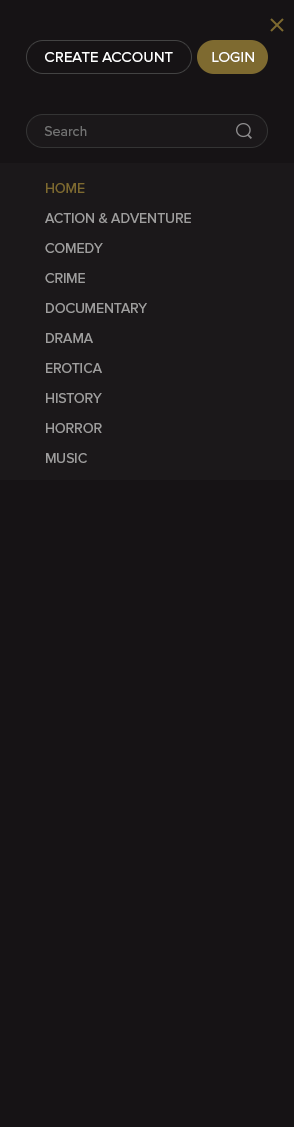 CREATE ACCOUNT
LOGIN
Search
HOME
ACTION & ADVENTURE
COMEDY
CRIME
DOCUMENTARY
DRAMA
EROTICA
HISTORY
HORROR
MUSIC